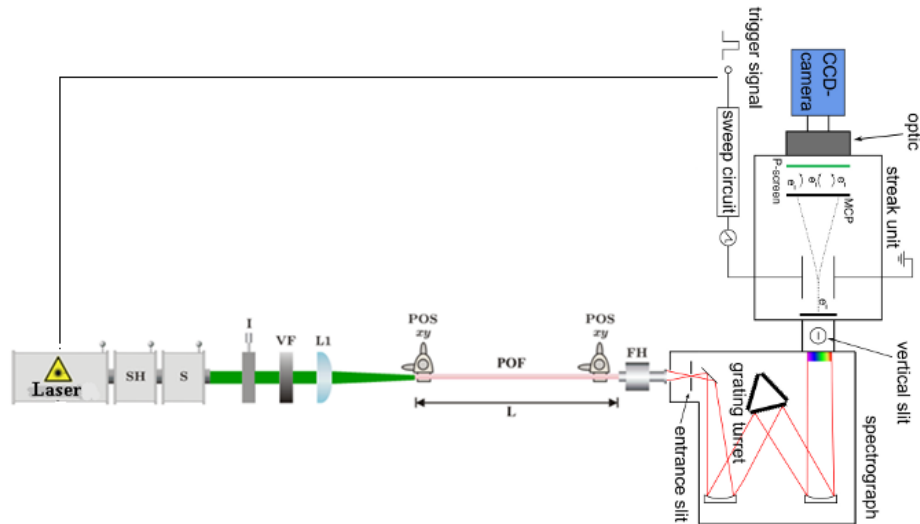 trigger signal
CCD-
camera
optic
sweep circuit
P-screen
e⁻
e⁻
e⁻
MCP
streak unit
e⁻
vertical slit
POS
xy
POS
xy
I
VF
L1
POF
FH
Laser
SH
S
L
entrance slit
grating turret
spectrograph